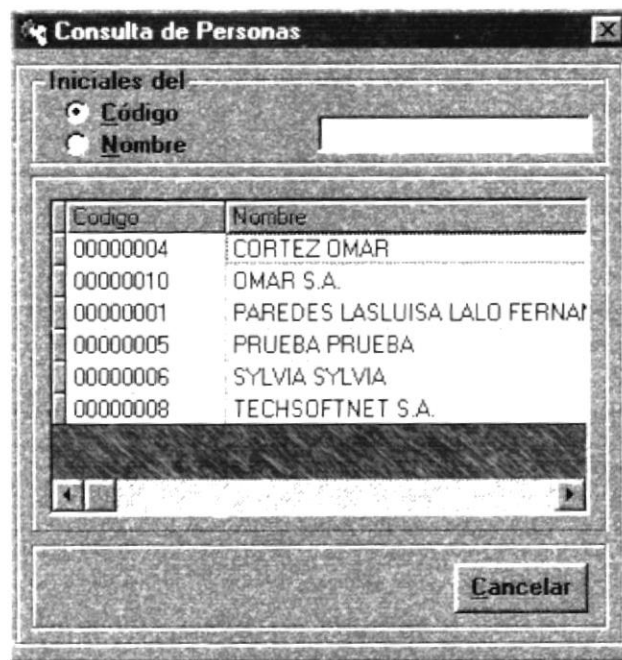 Consulta de Personas
Iniciales del
Código
Nombre
Codigo Nombre
00000004 CORTEZ OMAR
00000010 OMAR S.A.
00000001 PAREDES LASLUISA LALO FERNAN
00000005 PRUEBA PRUEBA
00000006 SYLVIA SYLVIA
00000008 TECHSOFTNET S.A.
Cancelar